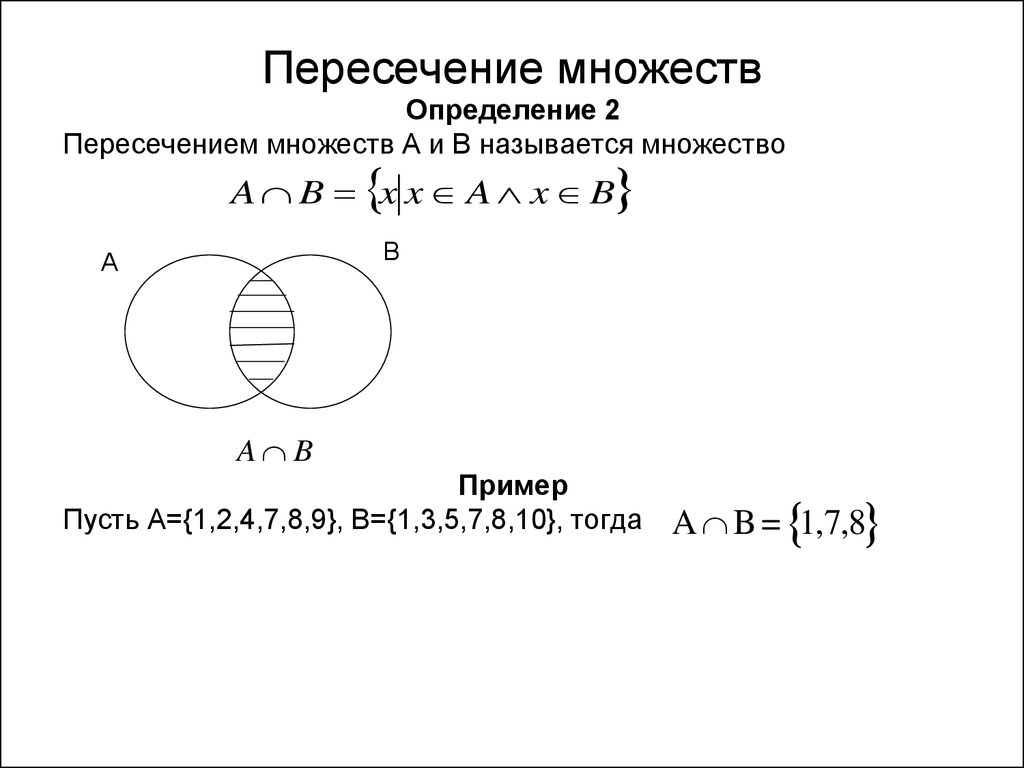 Пересечение множеств
Определение 2
Пересечением множеств А и В называется множество
A ∩ B = {x|x ∈ A ∧ x ∈ B}
А
В
A ∩ B
Пример
Пусть А={1,2,4,7,8,9}, В={1,3,5,7,8,10}, тогда A ∩ B = {1,7,8}